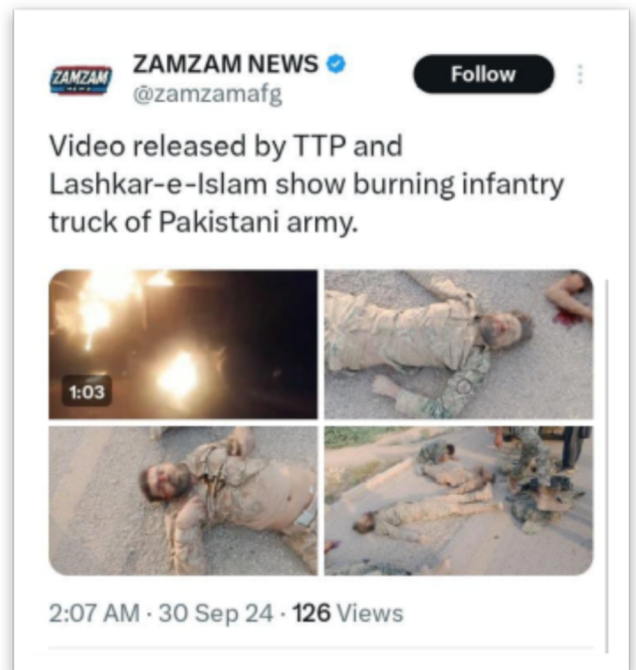 ZAMZAM NEWS
@zamzamafg
Follow
ZAMZAM
NEWS
Video released by TTP and
Lashkar-e-Islam show burning infantry
truck of Pakistani army.
1:03
2:07 AM · 30 Sep 24 · 126 Views